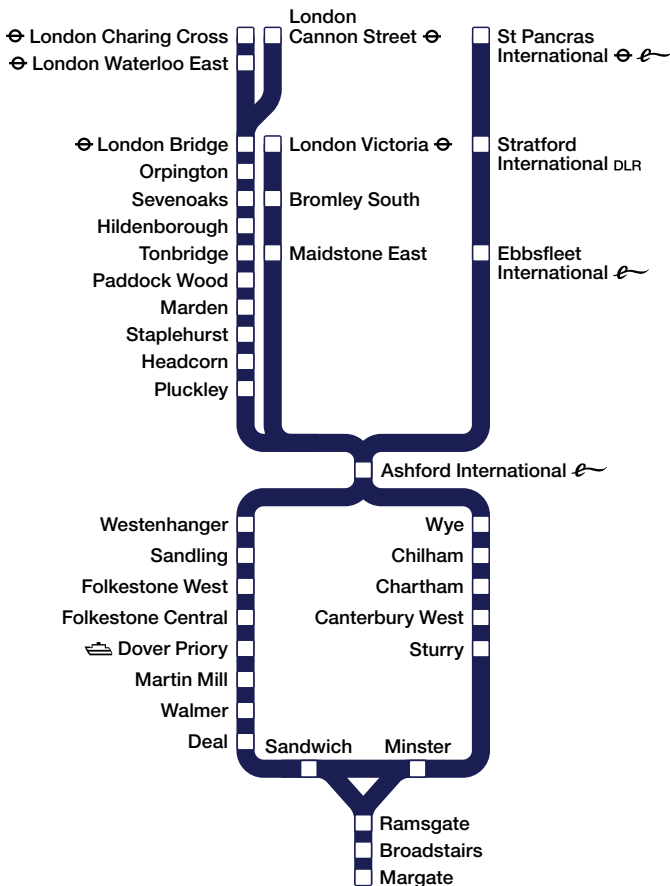 London Charing Cross
London
Cannon Street
St Pancras
International
London Waterloo East
London Bridge
London Victoria
Stratford
International DLR
Orpington
Sevenoaks
Bromley South
Hildenborough
Tonbridge
Maidstone East
Ebbsfleet
International
Paddock Wood
Marden
Staplehurst
Headcorn
Pluckley
Ashford International
Westenhanger
Wye
Sandling
Chilham
Folkestone West
Chartham
Folkestone Central
Canterbury West
Dover Priory
Sturry
Martin Mill
Walmer
Deal
Sandwich
Minster
Ramsgate
Broadstairs
Margate